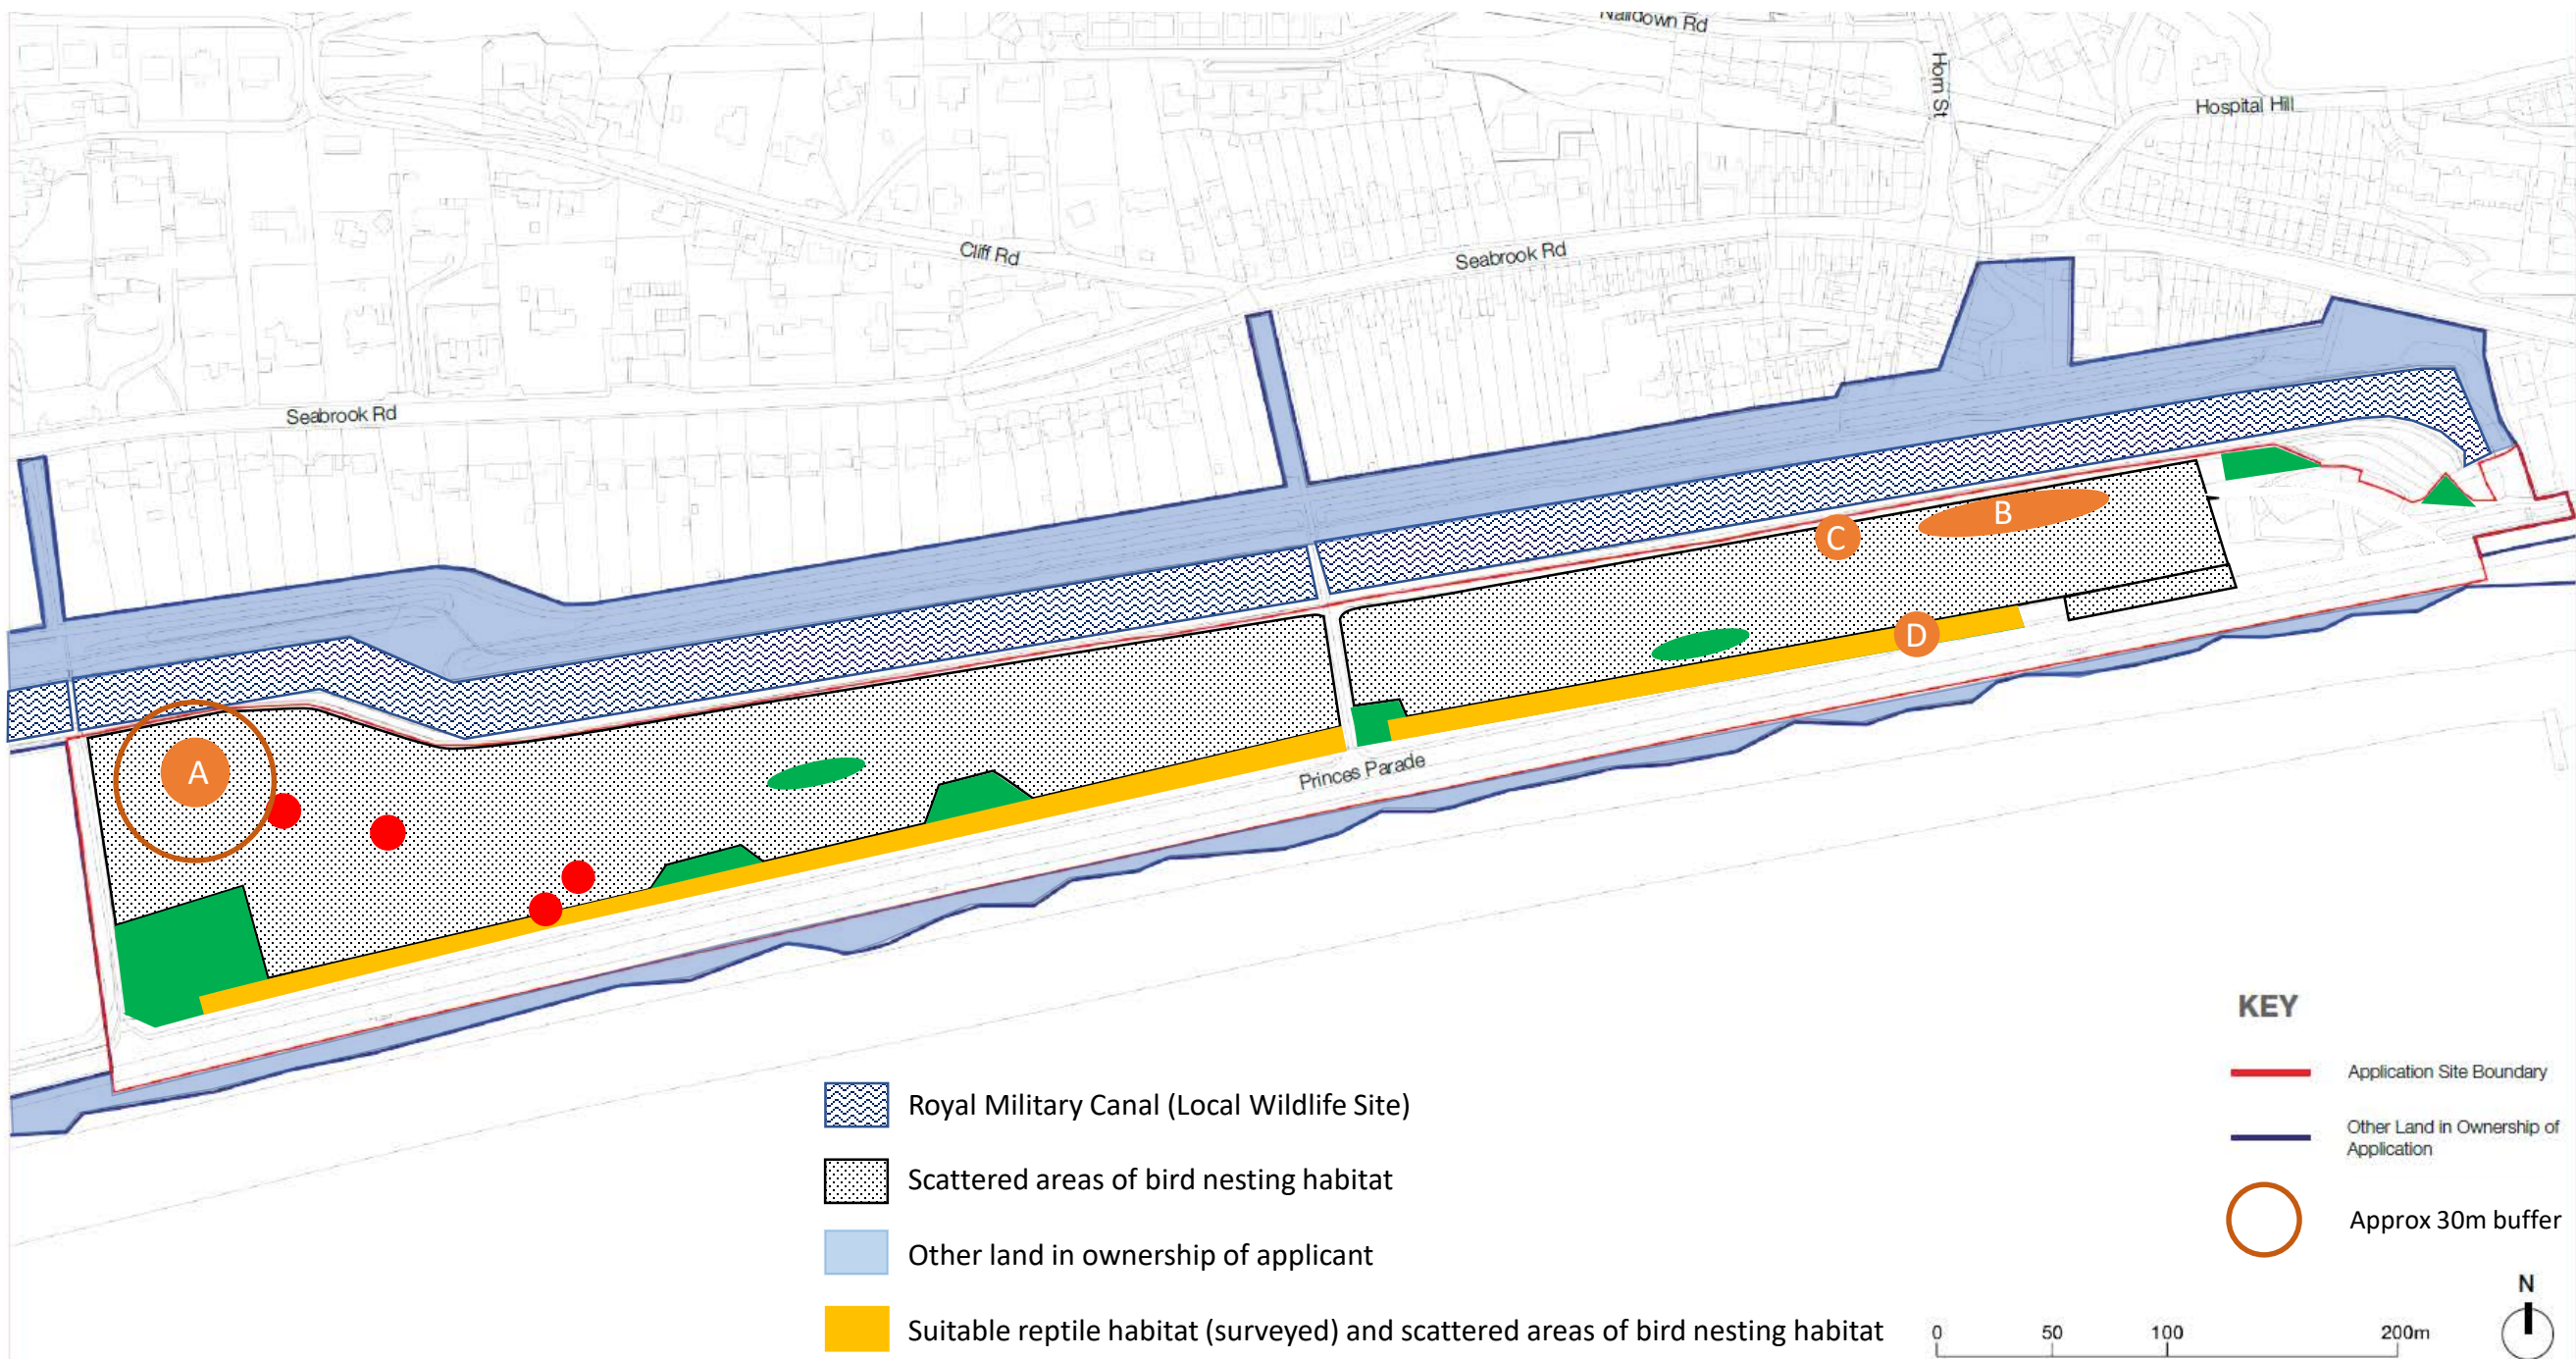 Naildown Rd
Horn St
Hospital Hill
Cliff Rd
Seabrook Rd
Seabrook Rd
B
C
D
A
Princes Parade
KEY
Application Site Boundary
Other Land in Ownership of
Application
Approx 30m buffer
Royal Military Canal (Local Wildlife Site)
Scattered areas of bird nesting habitat
Other land in ownership of applicant
Suitable reptile habitat (surveyed) and scattered areas of bird nesting habitat
N
0 50 100 200m